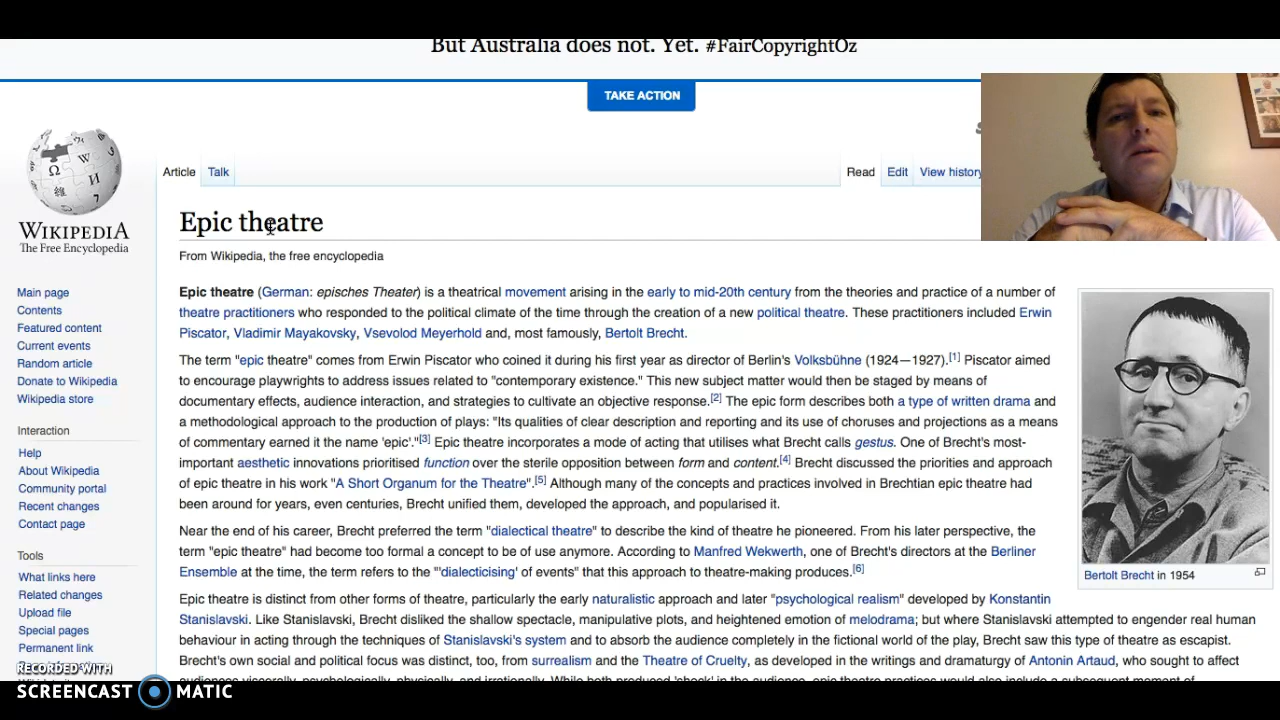 But Australia does not. Yet. #FairCopyrightOz
TAKE ACTION
WIKIPEDIA
The Free Encyclopedia
Main page
Contents
Featured content
Current events
Random article
Donate to Wikipedia
Wikipedia store
Interaction
Help
About Wikipedia
Community portal
Recent changes
Contact page
Tools
What links here
Related changes
Upload file
Special pages
Permanent link
Article Talk
Read Edit View history
Epic theatre
From Wikipedia, the free encyclopedia
Epic theatre (German: episches Theater) is a theatrical movement arising in the early to mid-20th century from the theories and practice of a number of
theatre practitioners who responded to the political climate of the time through the creation of a new political theatre. These practitioners included Erwin
Piscator, Vladimir Mayakovsky, Vsevolod Meyerhold and, most famously, Bertolt Brecht.
The term "epic theatre" comes from Erwin Piscator who coined it during his first year as director of Berlin's Volksbühne (1924—1927).[1] Piscator aimed
to encourage playwrights to address issues related to "contemporary existence." This new subject matter would then be staged by means of
documentary effects, audience interaction, and strategies to cultivate an objective response.[2] The epic form describes both a type of written drama and
a methodological approach to the production of plays: "Its qualities of clear description and reporting and its use of choruses and projections as a means
of commentary earned it the name 'epic'."[3] Epic theatre incorporates a mode of acting that utilises what Brecht calls gestus. One of Brecht's most-
important aesthetic innovations prioritised function over the sterile opposition between form and content.[4] Brecht discussed the priorities and approach
of epic theatre in his work "A Short Organum for the Theatre".[5] Although many of the concepts and practices involved in Brechtian epic theatre had
been around for years, even centuries, Brecht unified them, developed the approach, and popularised it.
Near the end of his career, Brecht preferred the term "dialectical theatre" to describe the kind of theatre he pioneered. From his later perspective, the
term "epic theatre" had become too formal a concept to be of use anymore. According to Manfred Wekwerth, one of Brecht's directors at the Berliner
Ensemble at the time, the term refers to the "'dialecticising' of events" that this approach to theatre-making produces.[6]
Epic theatre is distinct from other forms of theatre, particularly the early naturalistic approach and later "psychological realism" developed by Konstantin
Stanislavski. Like Stanislavski, Brecht disliked the shallow spectacle, manipulative plots, and heightened emotion of melodrama; but where Stanislavski attempted to engender real human
behaviour in acting through the techniques of Stanislavski's system and to absorb the audience completely in the fictional world of the play, Brecht saw this type of theatre as escapist.
Brecht's own social and political focus was distinct, too, from surrealism and the Theatre of Cruelty, as developed in the writings and dramaturgy of Antonin Artaud, who sought to affect
Bertolt Brecht in 1954
RECORDED WITH
SCREENCAST MATIC